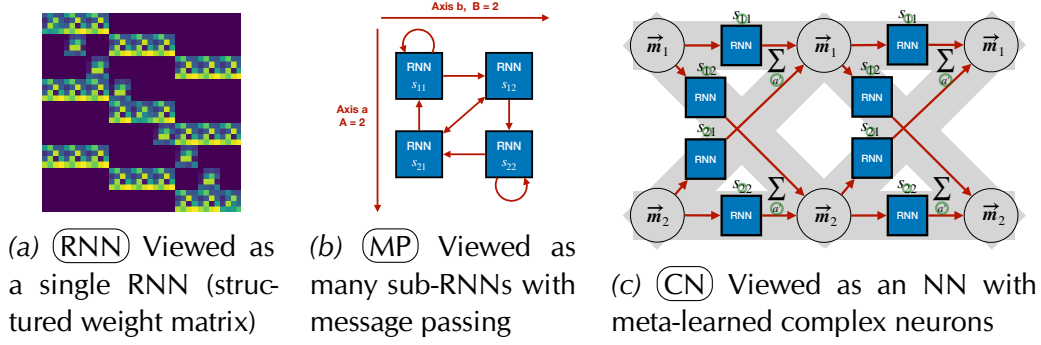 Axis b, B = 2
Axis a
A = 2
RNN
s11
RNN
s12
RNN
s21
RNN
s22
s11
s11
m⃗1
RNN
m⃗1
RNN
m⃗1
∑
a'
∑
a'
s12
s12
RNN
RNN
s21
s21
RNN
RNN
s22
s22
∑
a'
∑
a'
m⃗2
RNN
m⃗2
RNN
m⃗2
(a) RNN Viewed as
a single RNN (struc-
tured weight matrix)
(b) MP Viewed as
many sub-RNNs with
message passing
(c) CN Viewed as an NN with
meta-learned complex neurons